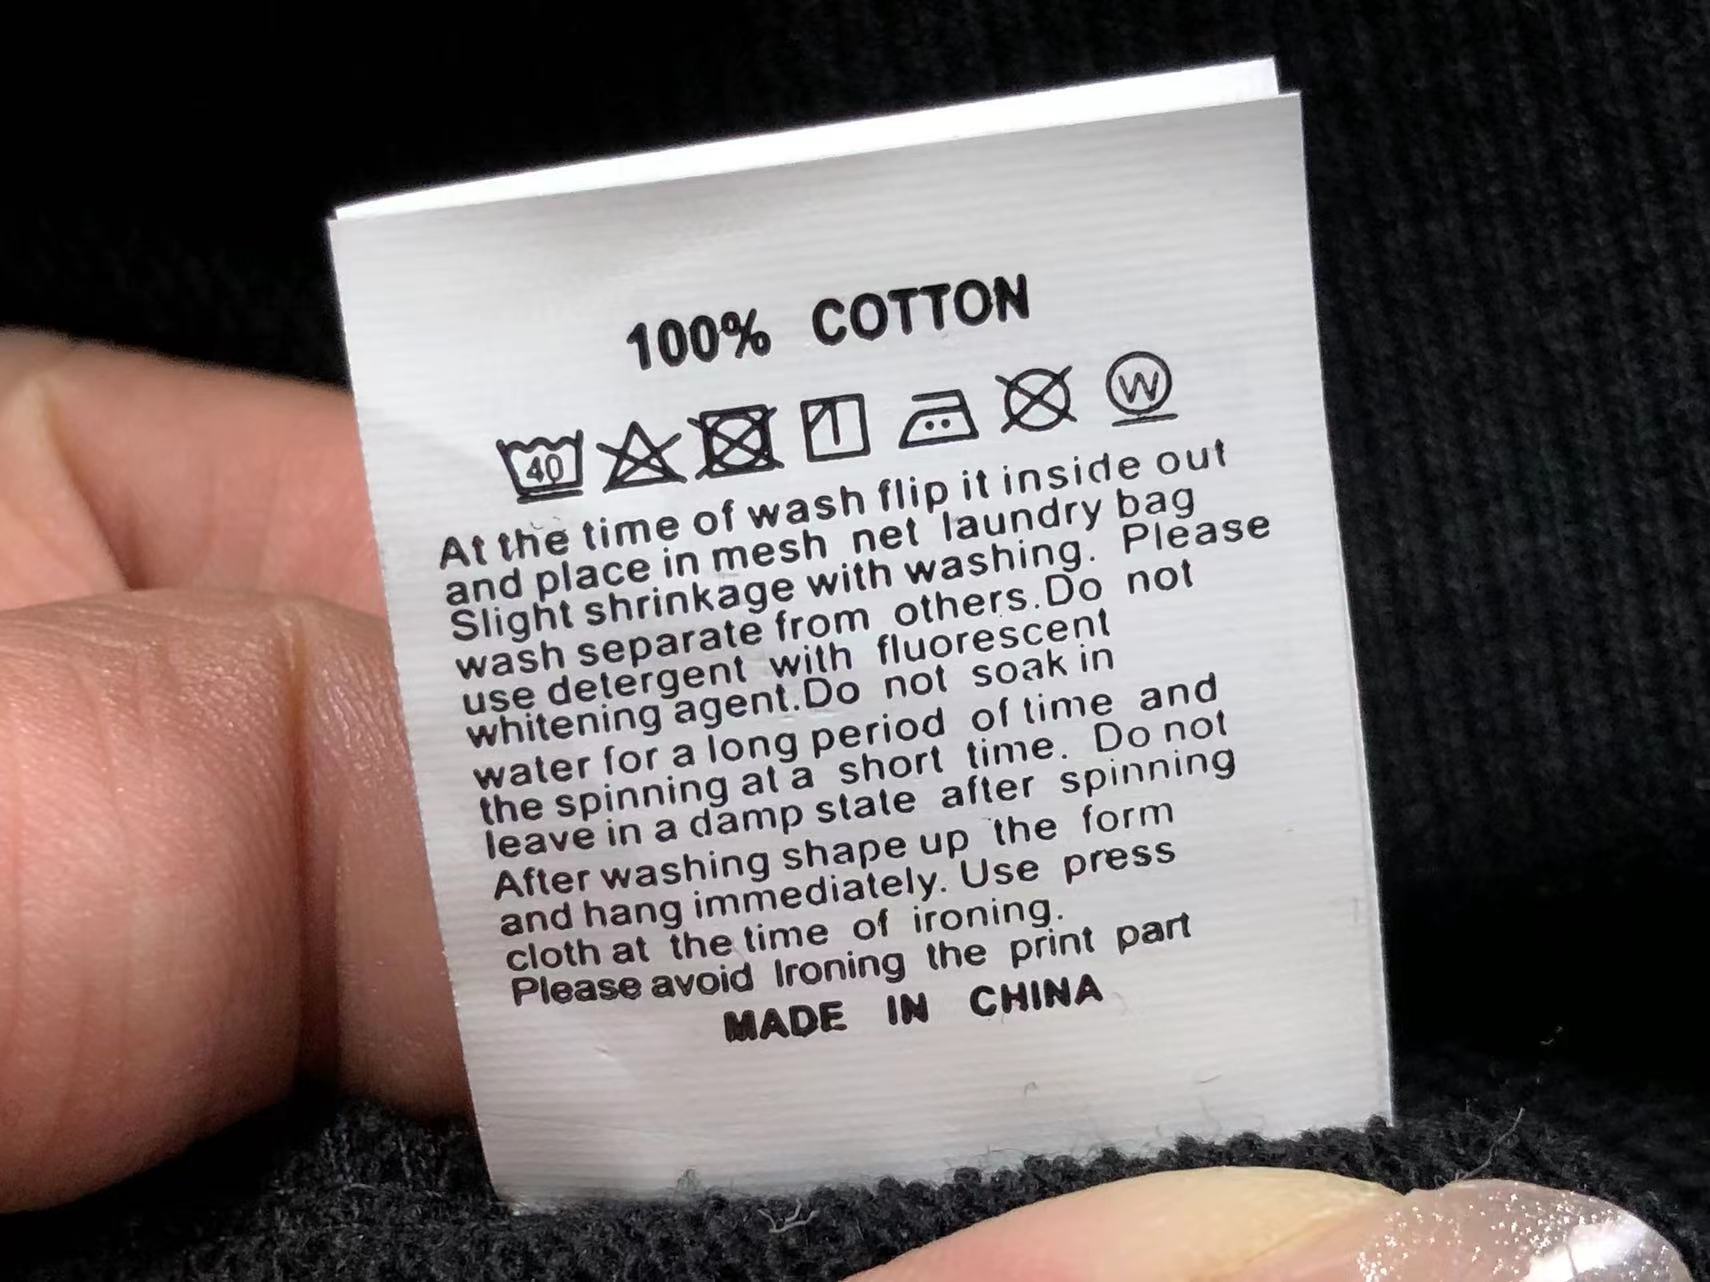 100% COTTON
40 W
At the time of wash flip it inside out
and place in mesh net laundry bag
Slight shrinkage with washing. Please
wash separate from others.Do not
use detergent with fluorescent
whitening agent.Do not soak in
water for a long period of time and
the spinning at a short time. Do not
leave in a damp state after spinning
After washing shape up the form
and hang immediately. Use press
cloth at the time of ironing.
Please avoid Ironing the print part
MADE IN CHINA